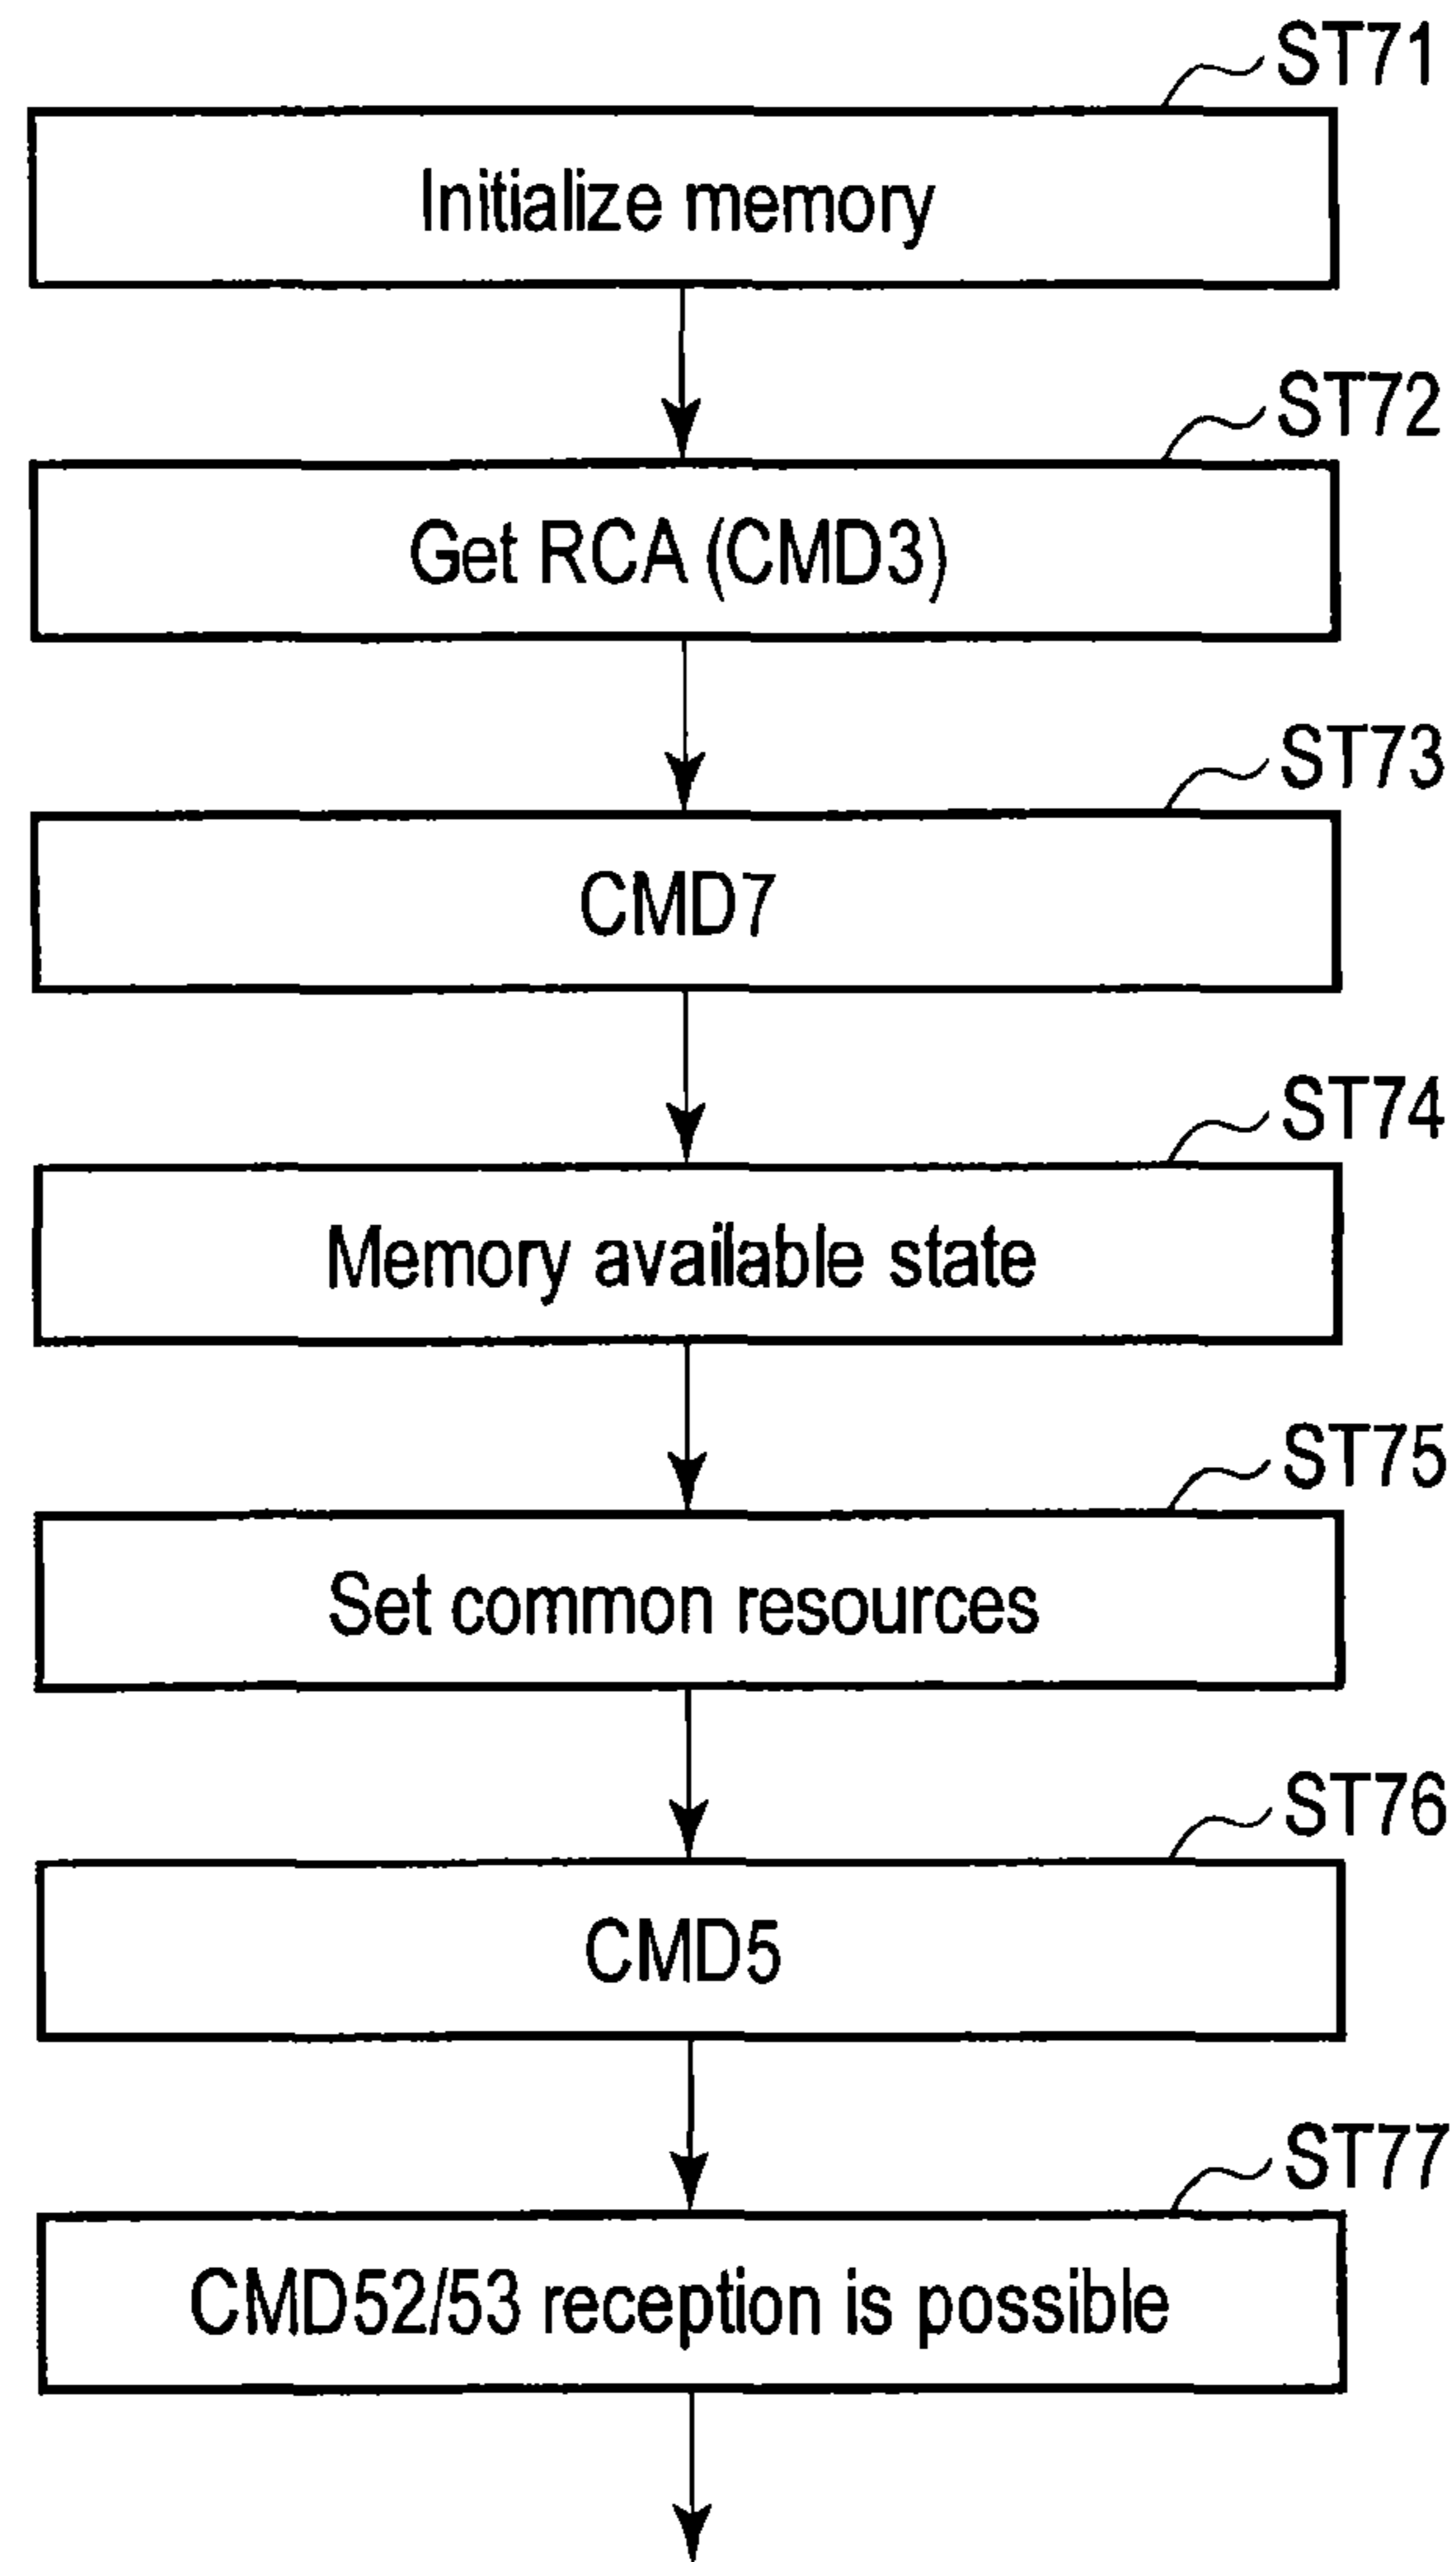 ST71
Initialize memory
ST72
Get RCA (CMD3)
ST73
CMD7
ST74
Memory available state
ST75
Set common resources
ST76
CMD5
ST77
CMD52/53 reception is possible